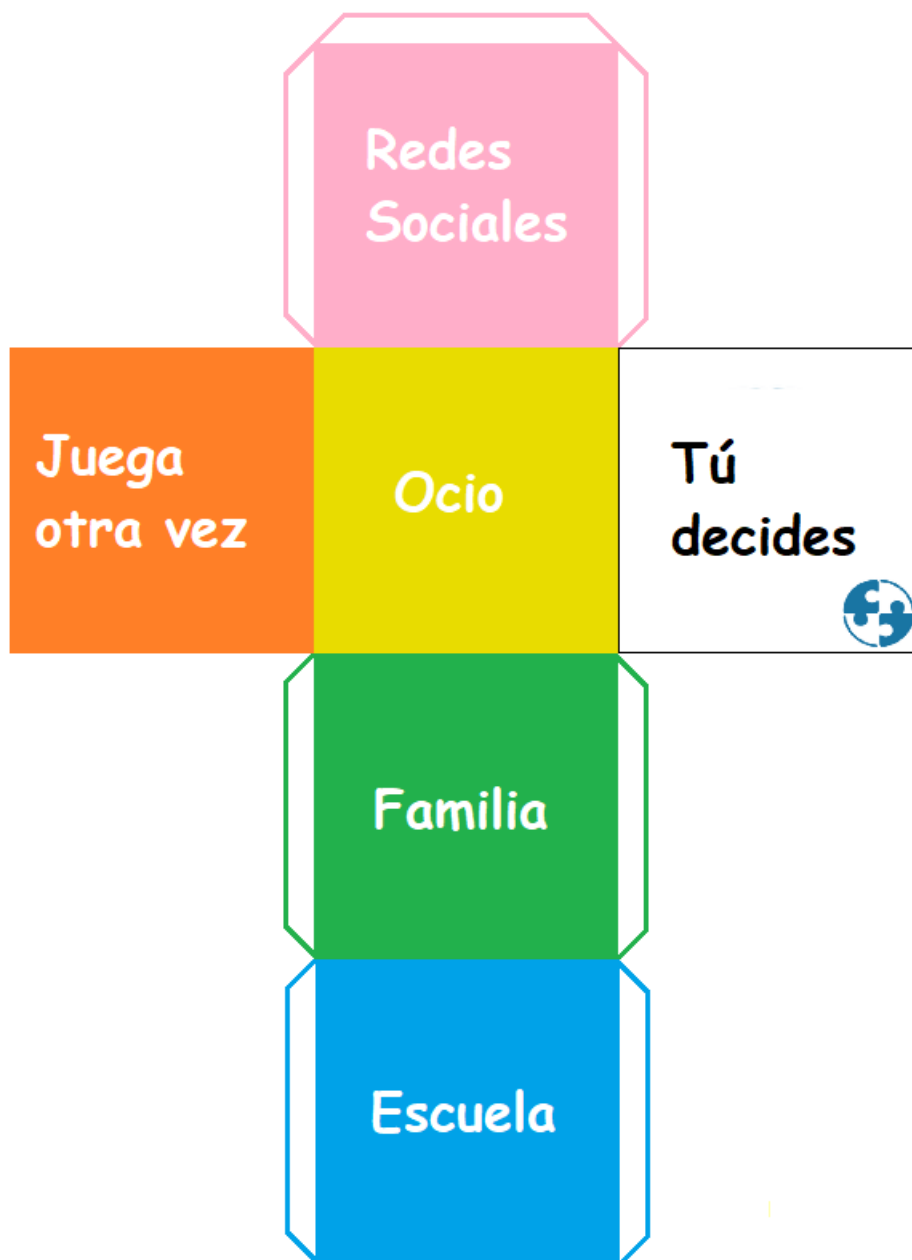 Redes
Sociales
Juega
otra vez
Ocio
Tú
decides
Familia
Escuela